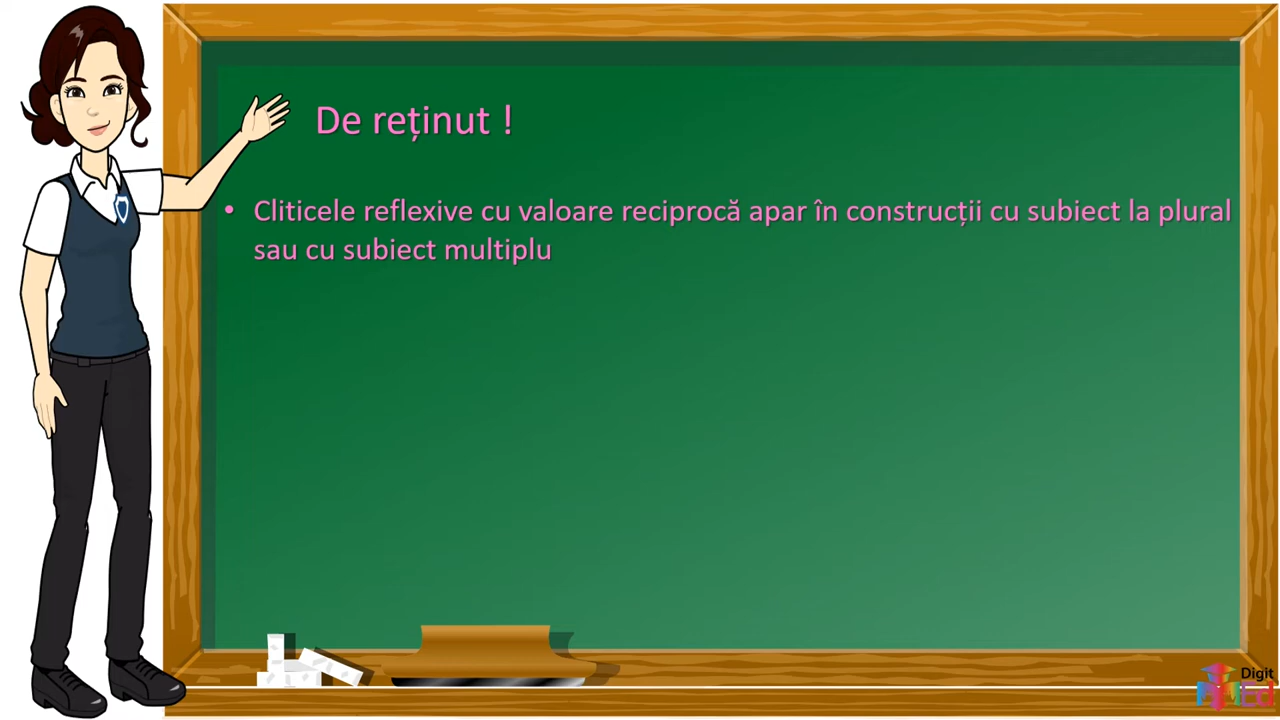 De reținut !
• Cliticele reflexive cu valoare reciprocă apar în construcții cu subiect la plural
sau cu subiect multiplu
Digit